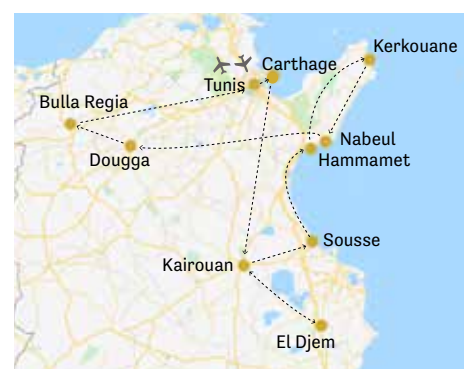 Kerkouane
Carthage
Tunis
Bulla Regia
Nabeul
Dougga
Hammamet
Sousse
Kairouan
El Djem